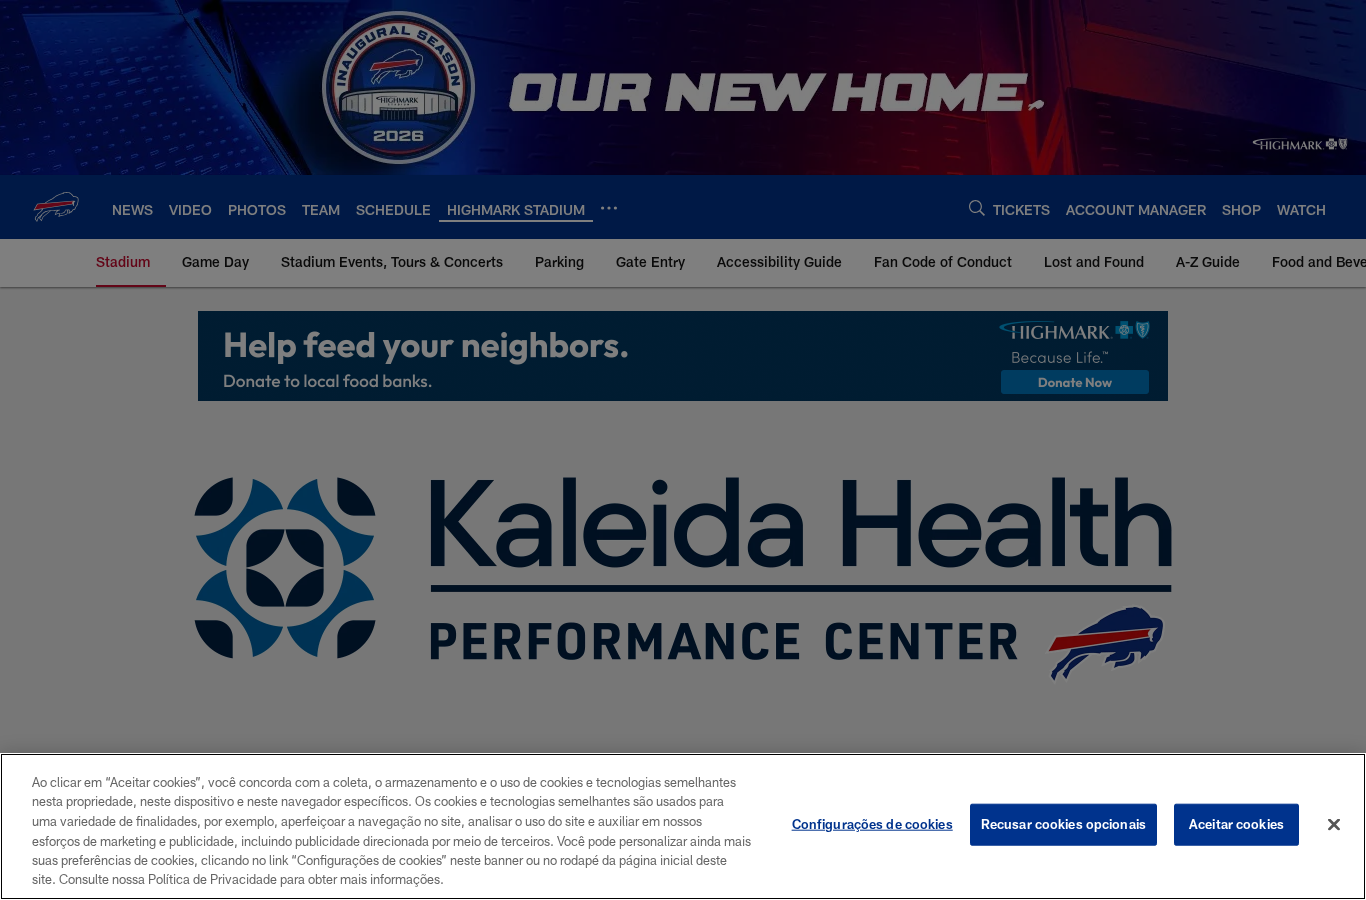 INAUGURAL SEASON
HIGHMARK
STADIUM
2026
OUR NEW HOME.
HIGHMARK
NEWS VIDEO PHOTOS TEAM SCHEDULE HIGHMARK STADIUM ••• TICKETS ACCOUNT MANAGER SHOP WATCH
Stadium Game Day Stadium Events, Tours & Concerts Parking Gate Entry Accessibility Guide Fan Code of Conduct Lost and Found A-Z Guide Food and Beve
Help feed your neighbors.
Donate to local food banks.
HIGHMARK
Because Life.™
Donate Now
Kaleida Health
PERFORMANCE CENTER
Ao clicar em “Aceitar cookies”, você concorda com a coleta, o armazenamento e o uso de cookies e tecnologias semelhantes
nesta propriedade, neste dispositivo e neste navegador específicos. Os cookies e tecnologias semelhantes são usados para
uma variedade de finalidades, por exemplo, aperfeiçoar a navegação no site, analisar o uso do site e auxiliar em nossos
esforços de marketing e publicidade, incluindo publicidade direcionada por meio de terceiros. Você pode personalizar ainda mais
suas preferências de cookies, clicando no link “Configurações de cookies” neste banner ou no rodapé da página inicial deste
site. Consulte nossa Política de Privacidade para obter mais informações.
Configurações de cookies
Recusar cookies opcionais
Aceitar cookies